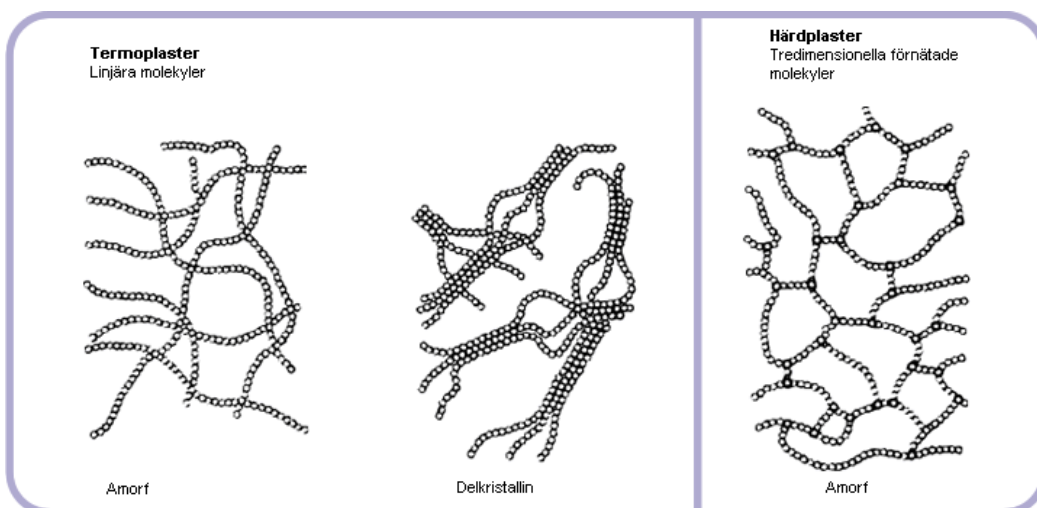 Termoplaster
Linjära molekyler
Härdplaster
Tredimensionella förnätade
molekyler
Amorf
Delkristallin
Amorf